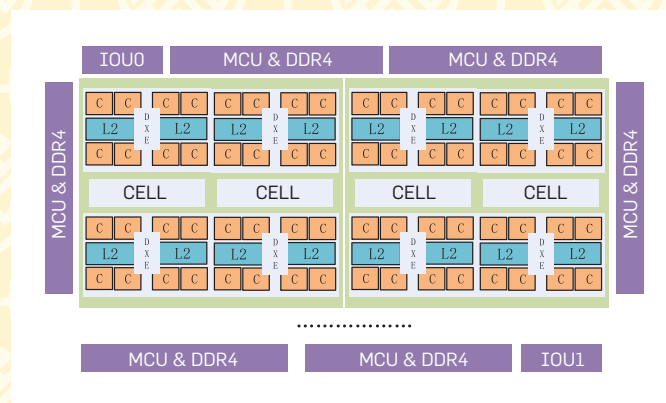 IOU0 MCU & DDR4 MCU & DDR4
MCU & DDR4
MCU & DDR4
C C C C C C C C C C C C C C C C
L2 DXE L2 L2 DXE L2 L2 DXE L2 L2 DXE L2
C C C C C C C C C C C C C C C C
CELL CELL CELL CELL
C C C C C C C C C C C C C C C C
L2 DXE L2 L2 DXE L2 L2 DXE L2 L2 DXE L2
C C C C C C C C C C C C C C C C
..................
MCU & DDR4 MCU & DDR4 IOU1